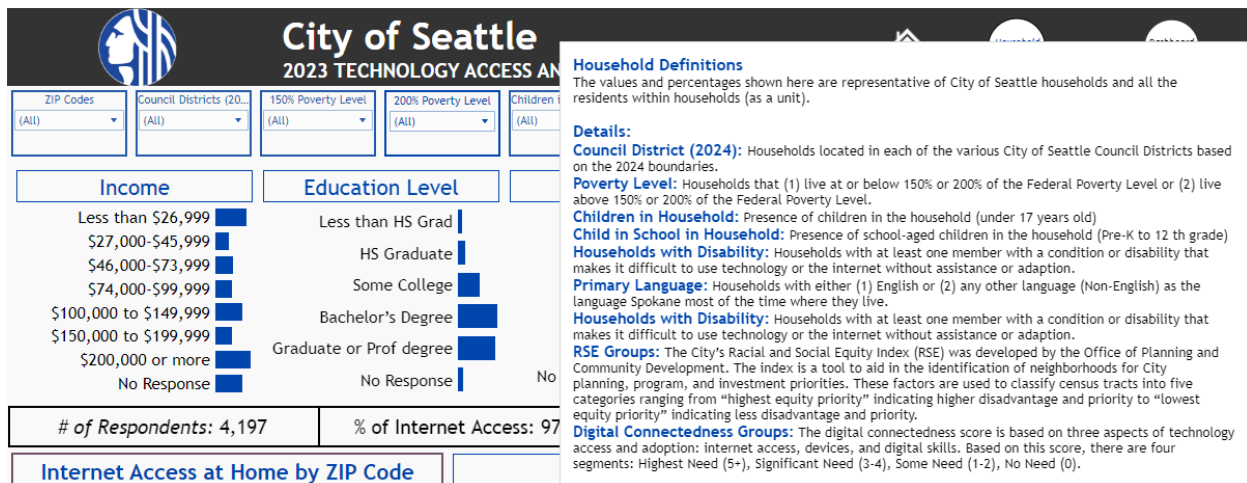 City of Seattle
2023 TECHNOLOGY ACCESS AN
ZIP Codes
(All)
Council Districts (20...
(All)
150% Poverty Level
(All)
200% Poverty Level
(All)
Children i
(All)
Income
Less than $26,999
$27,000-$45,999
$46,000-$73,999
$74,000-$99,999
$100,000 to $149,999
$150,000 to $199,999
$200,000 or more
No Response
Education Level
Less than HS Grad
HS Graduate
Some College
Bachelor's Degree
Graduate or Prof degree
No Response
No
# of Respondents: 4,197
% of Internet Access: 97
Internet Access at Home by ZIP Code
Household Definitions
The values and percentages shown here are representative of City of Seattle households and all the
residents within households (as a unit).
Details:
Council District (2024): Households located in each of the various City of Seattle Council Districts based
on the 2024 boundaries.
Poverty Level: Households that (1) live at or below 150% or 200% of the Federal Poverty Level or (2) live
above 150% or 200% of the Federal Poverty Level.
Children in Household: Presence of children in the household (under 17 years old)
Child in School in Household: Presence of school-aged children in the household (Pre-K to 12 th grade)
Households with Disability: Households with at least one member with a condition or disability that
makes it difficult to use technology or the internet without assistance or adaption.
Primary Language: Households with either (1) English or (2) any other language (Non-English) as the
language Spokane most of the time where they live.
Households with Disability: Households with at least one member with a condition or disability that
makes it difficult to use technology or the internet without assistance or adaption.
RSE Groups: The City's Racial and Social Equity Index (RSE) was developed by the Office of Planning and
Community Development. The index is a tool to aid in the identification of neighborhoods for City
planning, program, and investment priorities. These factors are used to classify census tracts into five
categories ranging from "highest equity priority" indicating higher disadvantage and priority to "lowest
equity priority" indicating less disadvantage and priority.
Digital Connectedness Groups: The digital connectedness score is based on three aspects of technology
access and adoption: internet access, devices, and digital skills. Based on this score, there are four
segments: Highest Need (5+), Significant Need (3-4), Some Need (1-2), No Need (0).